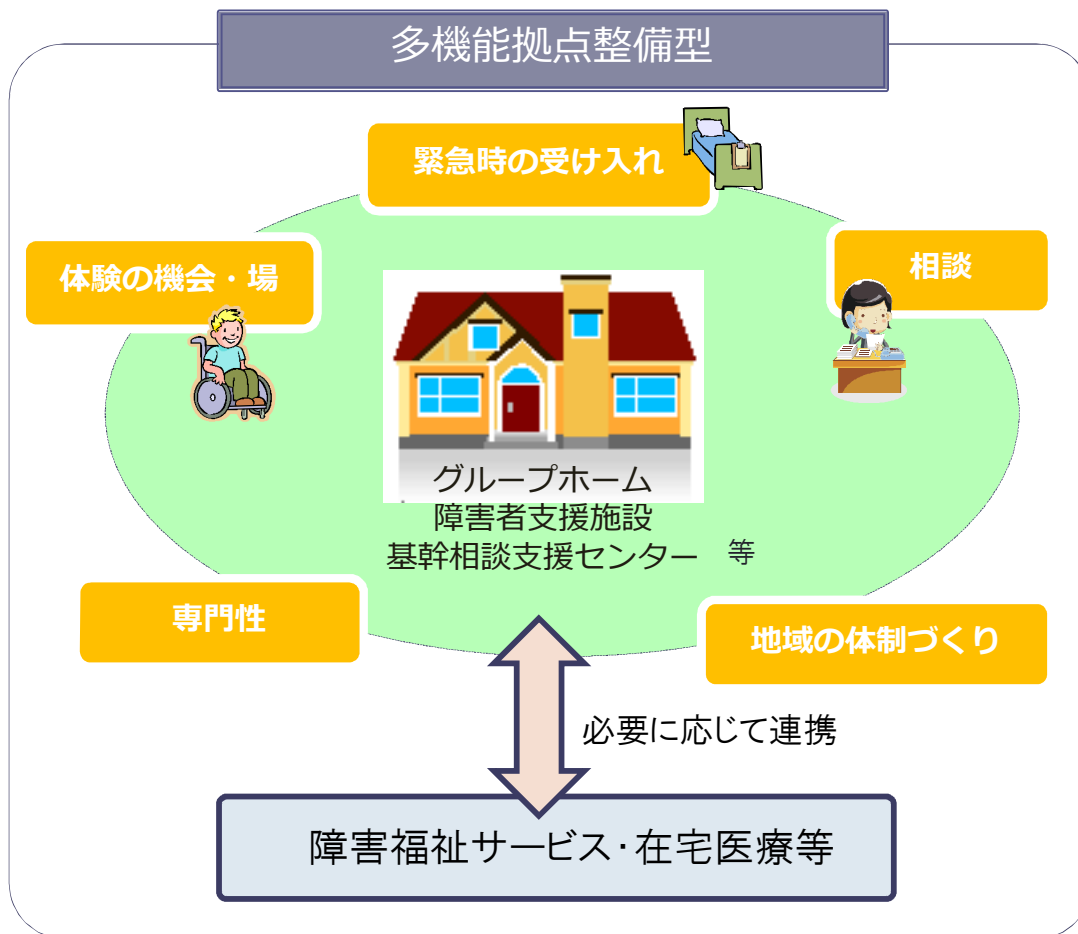 多機能拠点整備型
緊急時の受け入れ
体験の機会・場
相談
グループホーム
障害者支援施設
基幹相談支援センター 等
専門性
地域の体制づくり
必要に応じて連携
障害福祉サービス・在宅医療等